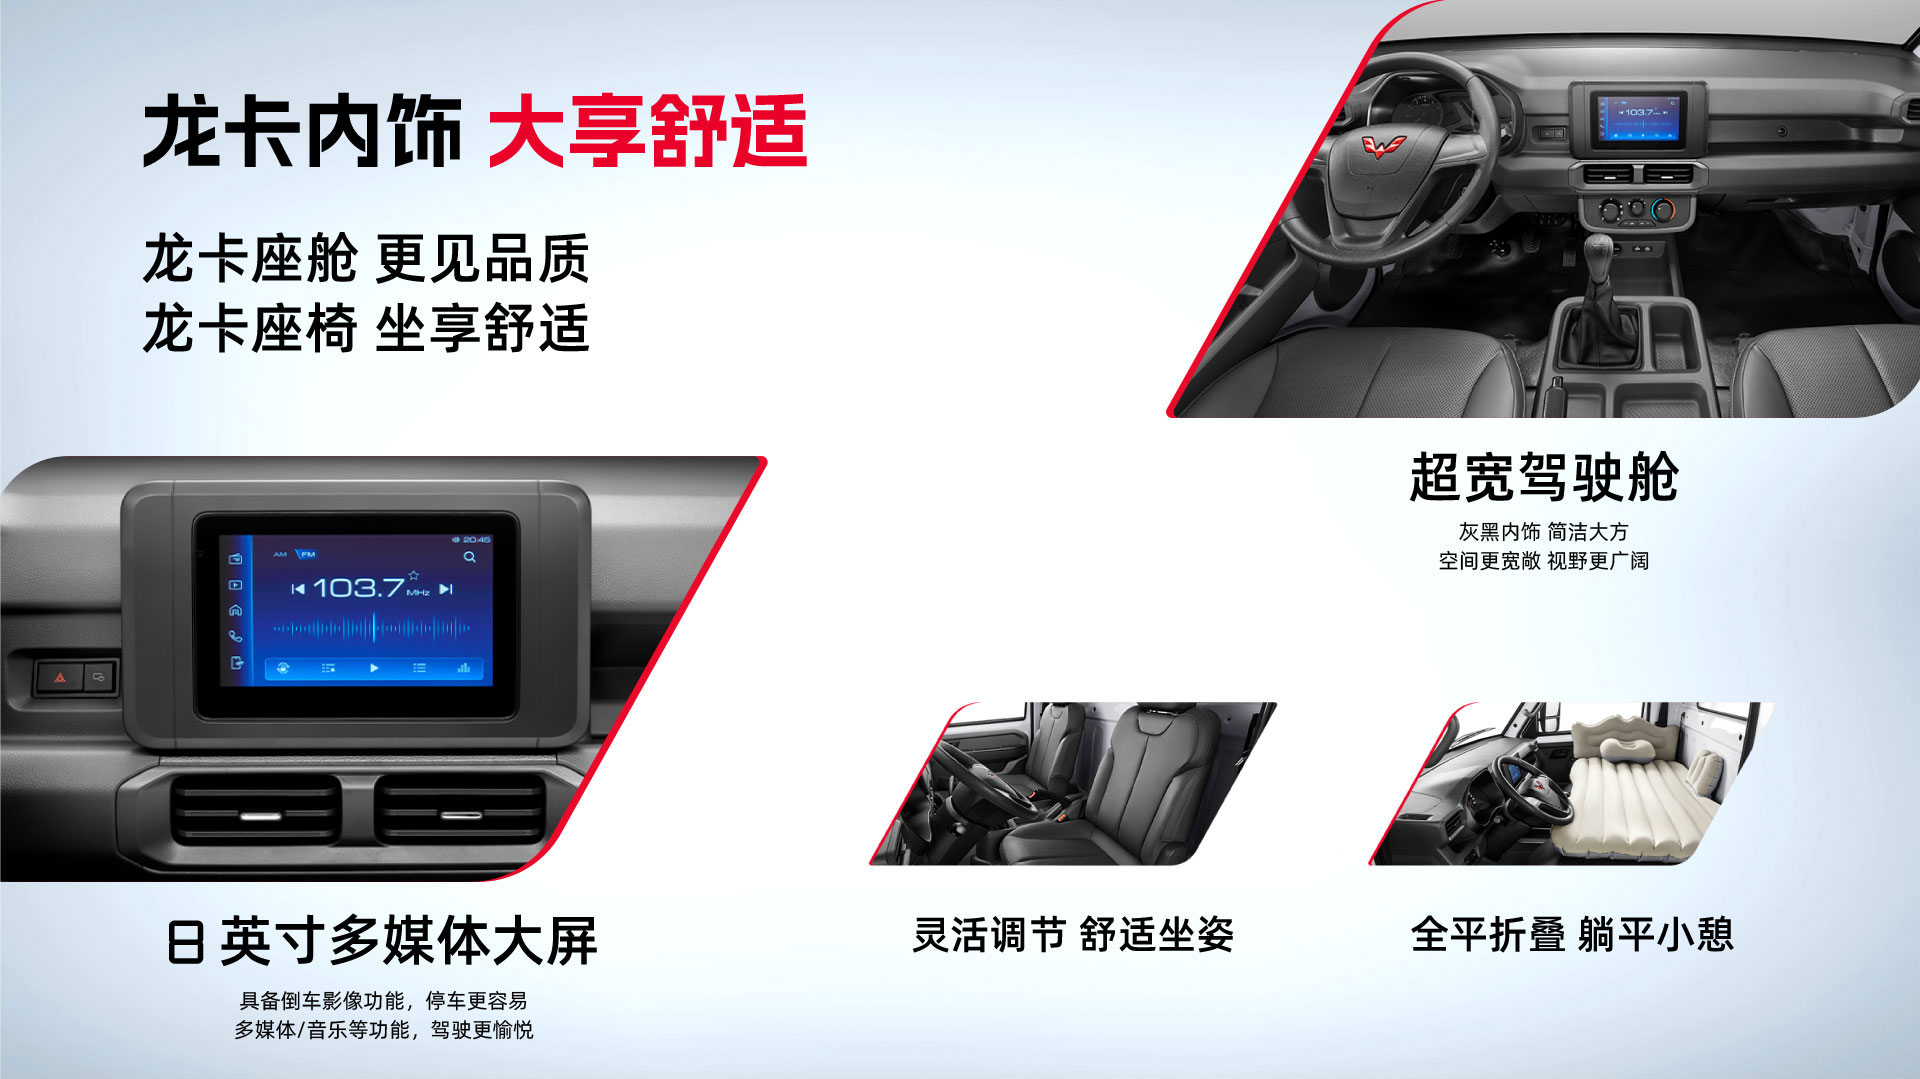 龙卡内饰 大享舒适
龙卡座舱 更见品质
龙卡座椅 坐享舒适
103.7
超宽驾驶舱
灰黑内饰 简洁大方
空间更宽敞 视野更广阔
20:45
AM FM
103.7 MHz
8英寸多媒体大屏
具备倒车影像功能，停车更容易
多媒体/音乐等功能，驾驶更愉悦
灵活调节 舒适坐姿
全平折叠 躺平小憩